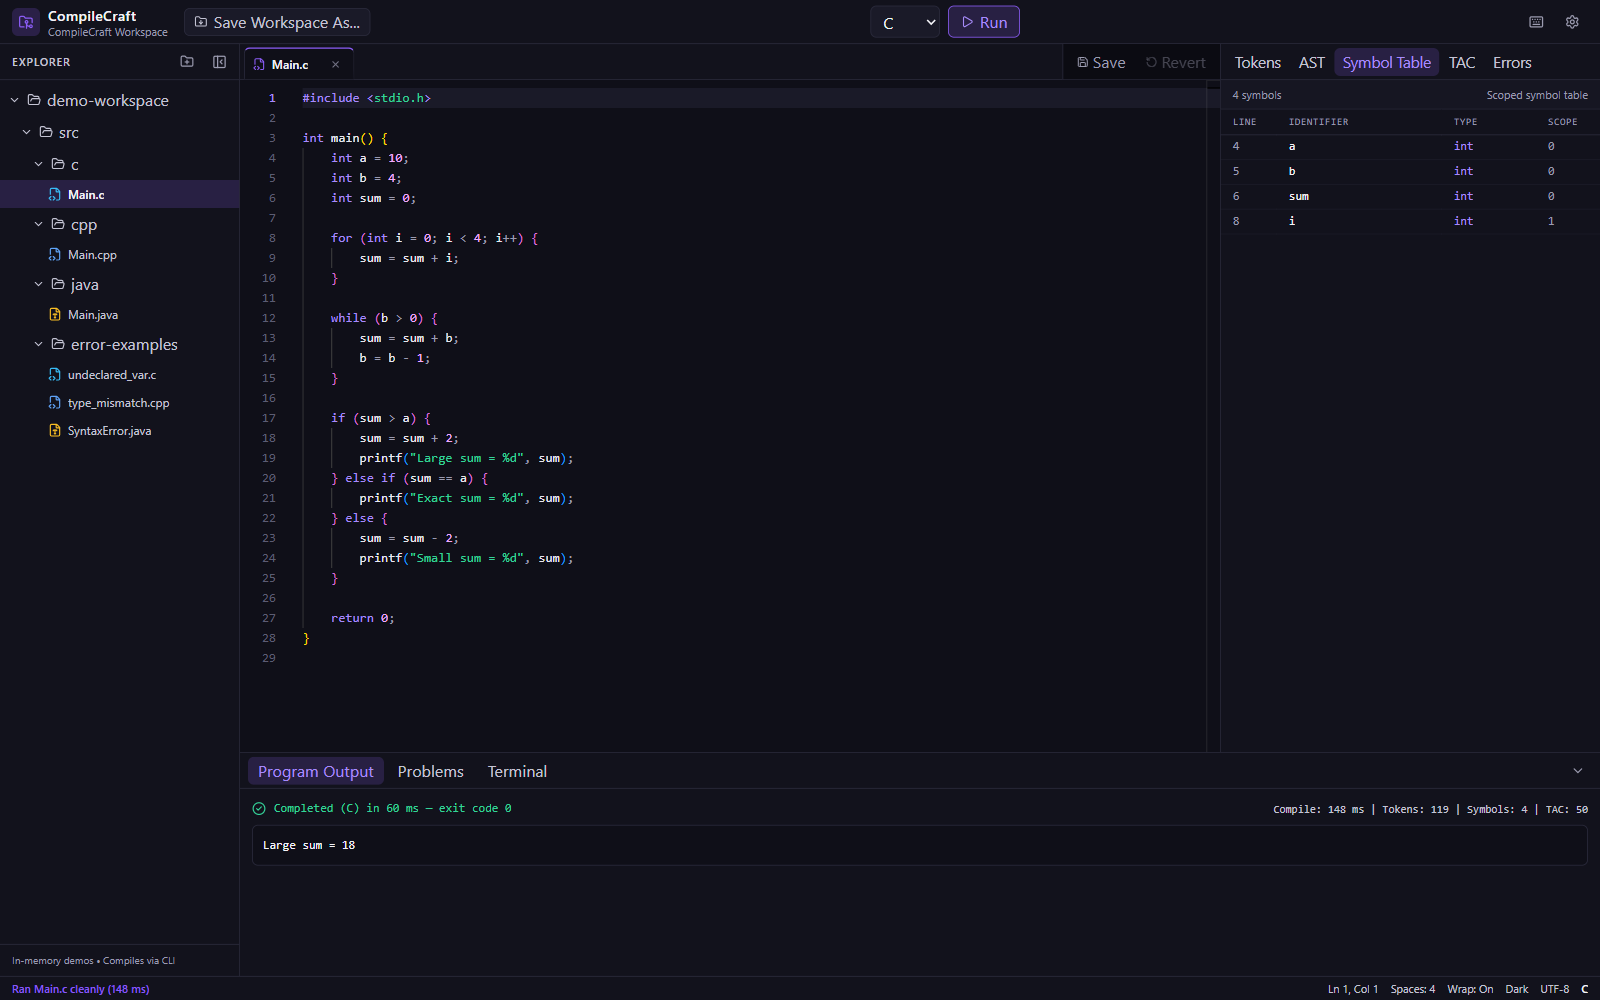 CompileCraft
CompileCraft Workspace
Save Workspace As...
C
Run
EXPLORER
demo-workspace
src
c
Main.c
cpp
Main.cpp
java
Main.java
error-examples
undeclared_var.c
type_mismatch.cpp
SyntaxError.java
In-memory demos • Compiles via CLI
Main.c ×
Save
Revert
1 #include <stdio.h>
2
3 int main() {
4     int a = 10;
5     int b = 4;
6     int sum = 0;
7
8     for (int i = 0; i < 4; i++) {
9         sum = sum + i;
10     }
11
12     while (b > 0) {
13         sum = sum + b;
14         b = b - 1;
15     }
16
17     if (sum > a) {
18         sum = sum + 2;
19         printf("Large sum = %d", sum);
20     } else if (sum == a) {
21         printf("Exact sum = %d", sum);
22     } else {
23         sum = sum - 2;
24         printf("Small sum = %d", sum);
25     }
26
27     return 0;
28 }
29
Tokens AST Symbol Table TAC Errors
4 symbols Scoped symbol table
LINE IDENTIFIER TYPE SCOPE
4 a int 0
5 b int 0
6 sum int 0
8 i int 1
Program Output Problems Terminal
Completed (C) in 60 ms — exit code 0
Compile: 148 ms | Tokens: 119 | Symbols: 4 | TAC: 50
Large sum = 18
Ran Main.c cleanly (148 ms)
Ln 1, Col 1 Spaces: 4 Wrap: On Dark UTF-8 C